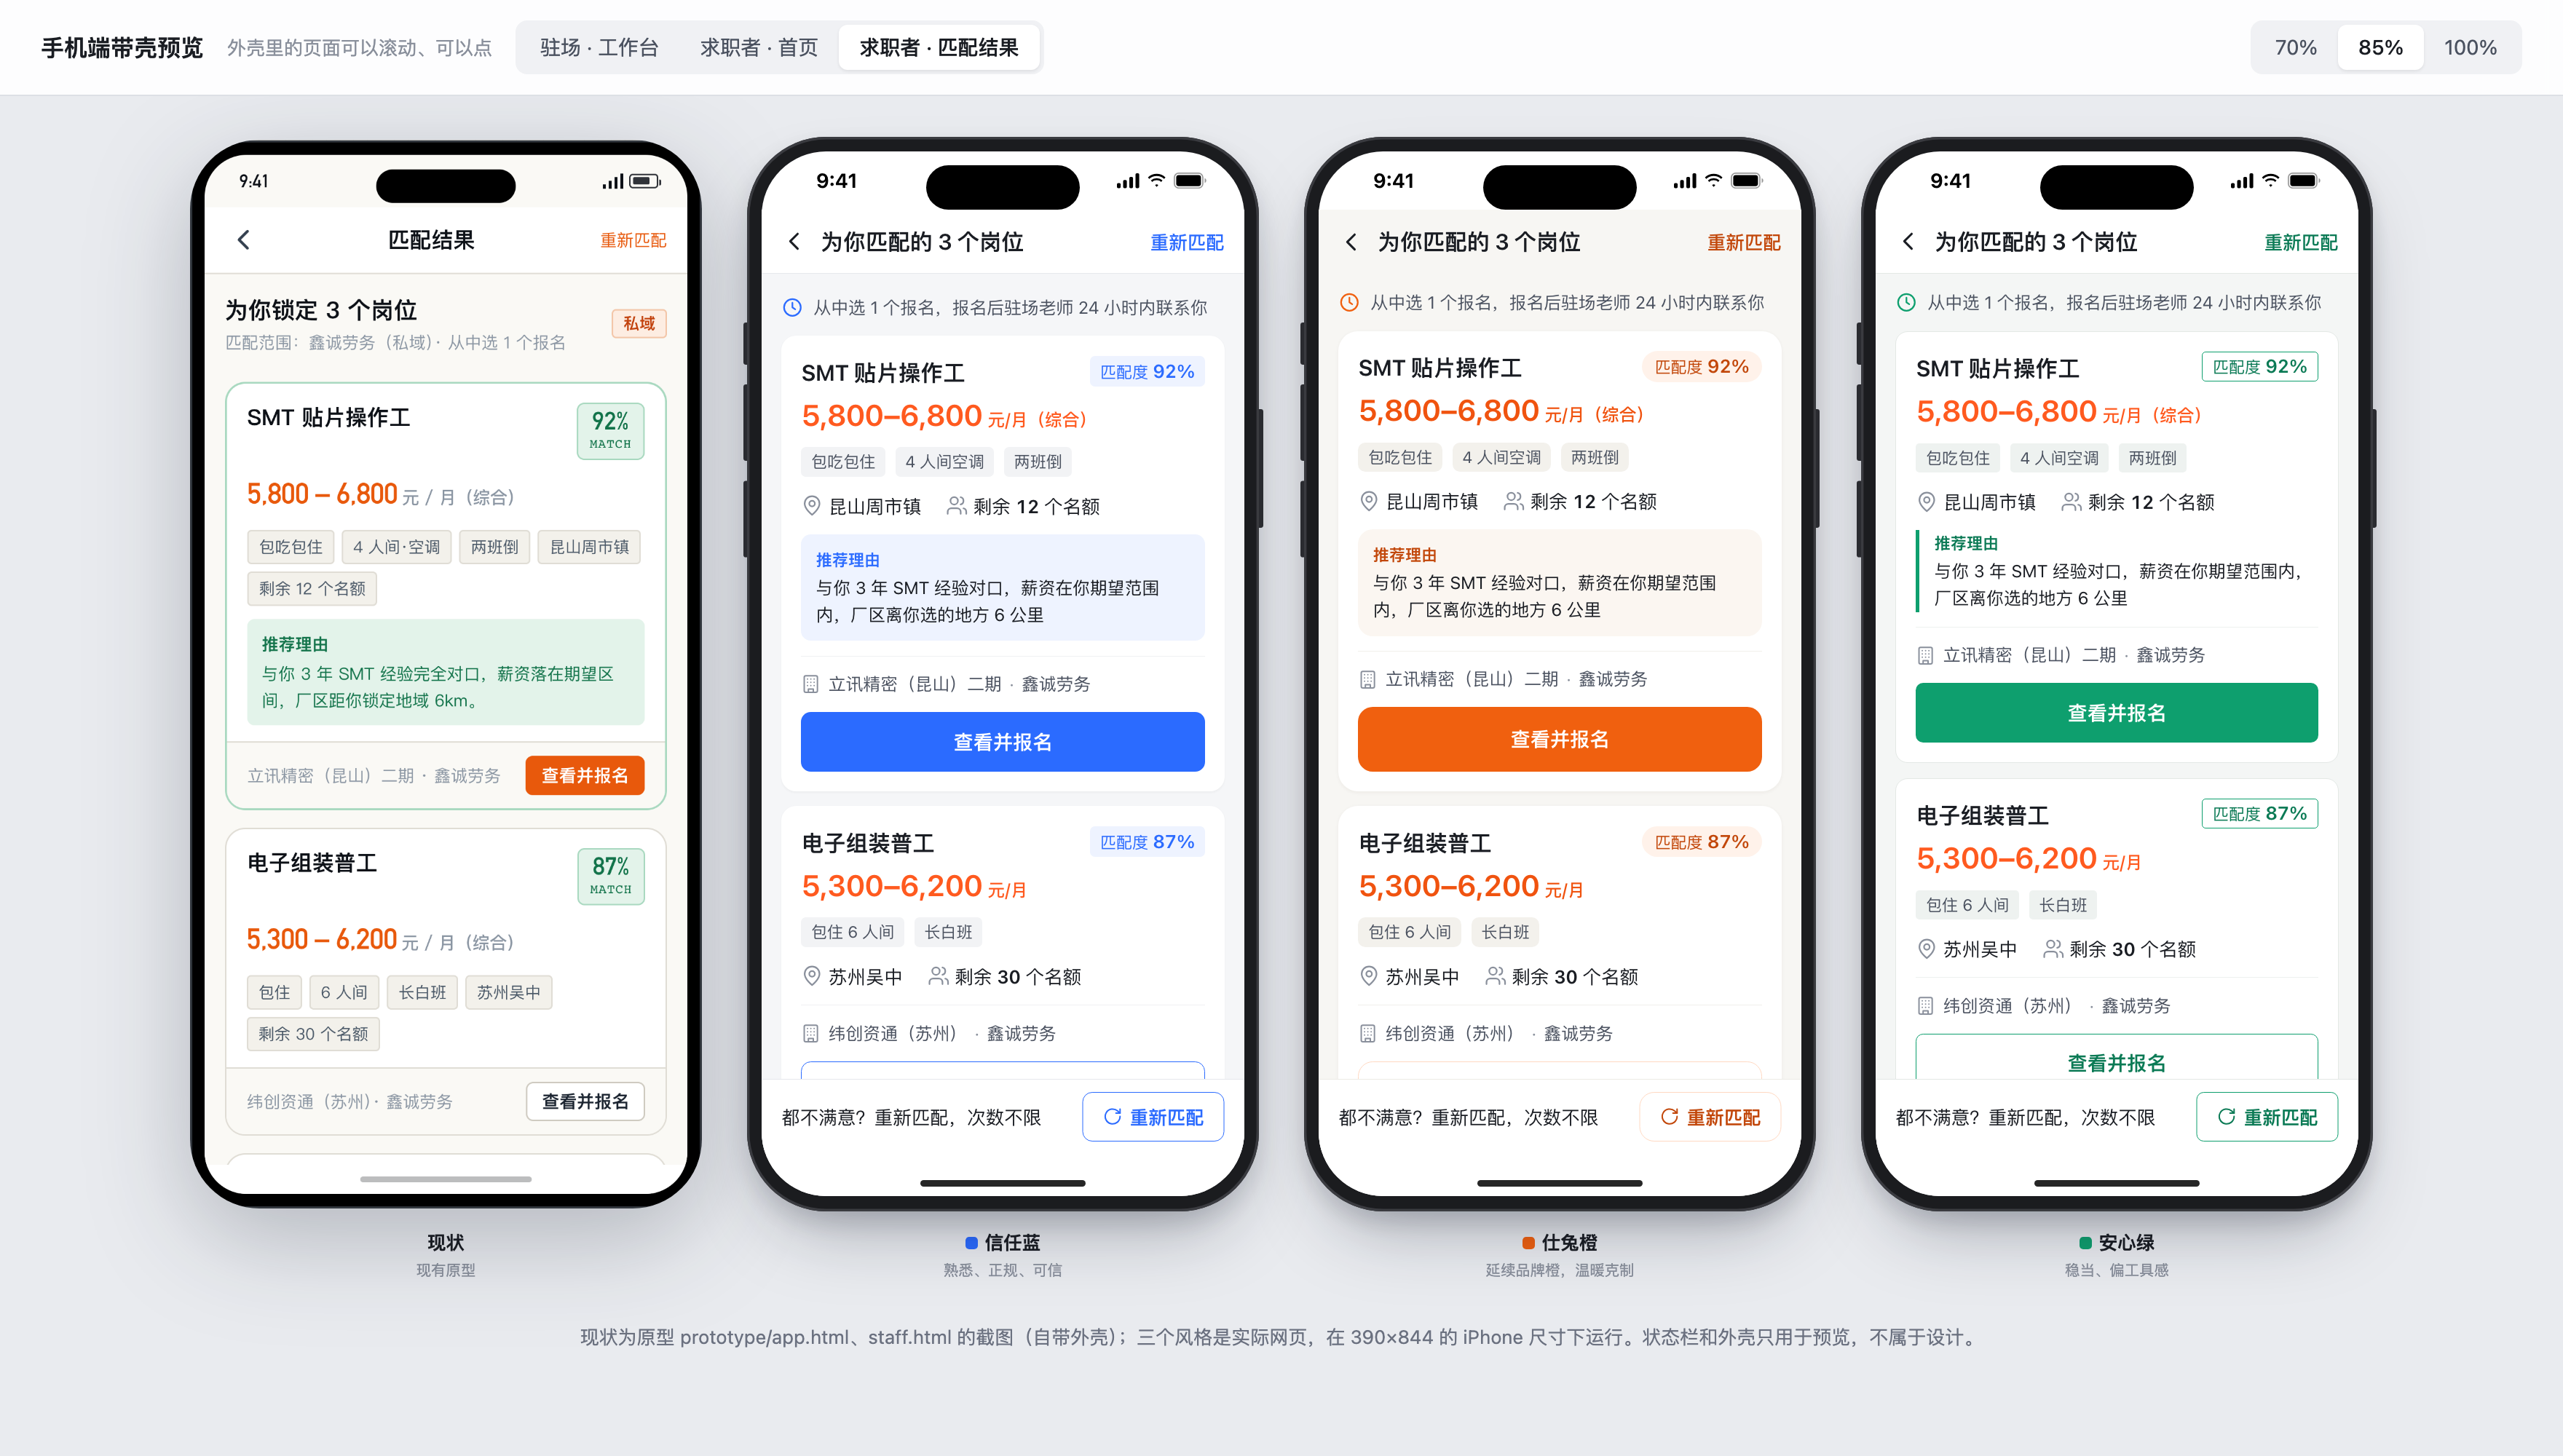 手机端带壳预览 外壳里的页面可以滚动、可以点 驻场 · 工作台 求职者 · 首页 求职者 · 匹配结果 70% 85% 100%
9:41
匹配结果 重新匹配
为你锁定 3 个岗位
私域
匹配范围：鑫诚劳务（私域）· 从中选 1 个报名
SMT 贴片操作工
92%
MATCH
5,800 – 6,800 元 / 月（综合）
包吃包住 4 人间·空调 两班倒 昆山周市镇
剩余 12 个名额
推荐理由
与你 3 年 SMT 经验完全对口，薪资落在期望区
间，厂区距你锁定地域 6km。
立讯精密（昆山）二期 · 鑫诚劳务 查看并报名
电子组装普工
87%
MATCH
5,300 – 6,200 元 / 月（综合）
包住 6 人间 长白班 苏州吴中
剩余 30 个名额
纬创资通（苏州）· 鑫诚劳务 查看并报名
现状
现有原型
9:41
为你匹配的 3 个岗位 重新匹配
从中选 1 个报名，报名后驻场老师 24 小时内联系你
SMT 贴片操作工 匹配度 92%
5,800–6,800 元/月（综合）
包吃包住 4 人间空调 两班倒
昆山周市镇 剩余 12 个名额
推荐理由
与你 3 年 SMT 经验对口，薪资在你期望范围
内，厂区离你选的地方 6 公里
立讯精密（昆山）二期 · 鑫诚劳务
查看并报名
电子组装普工 匹配度 87%
5,300–6,200 元/月
包住 6 人间 长白班
苏州吴中 剩余 30 个名额
纬创资通（苏州） · 鑫诚劳务
都不满意？重新匹配，次数不限 重新匹配
信任蓝
熟悉、正规、可信
9:41
为你匹配的 3 个岗位 重新匹配
从中选 1 个报名，报名后驻场老师 24 小时内联系你
SMT 贴片操作工 匹配度 92%
5,800–6,800 元/月（综合）
包吃包住 4 人间空调 两班倒
昆山周市镇 剩余 12 个名额
推荐理由
与你 3 年 SMT 经验对口，薪资在你期望范围
内，厂区离你选的地方 6 公里
立讯精密（昆山）二期 · 鑫诚劳务
查看并报名
电子组装普工 匹配度 87%
5,300–6,200 元/月
包住 6 人间 长白班
苏州吴中 剩余 30 个名额
纬创资通（苏州） · 鑫诚劳务
都不满意？重新匹配，次数不限 重新匹配
仕兔橙
延续品牌橙，温暖克制
9:41
为你匹配的 3 个岗位 重新匹配
从中选 1 个报名，报名后驻场老师 24 小时内联系你
SMT 贴片操作工 匹配度 92%
5,800–6,800 元/月（综合）
包吃包住 4 人间空调 两班倒
昆山周市镇 剩余 12 个名额
推荐理由
与你 3 年 SMT 经验对口，薪资在你期望范围内，
厂区离你选的地方 6 公里
立讯精密（昆山）二期 · 鑫诚劳务
查看并报名
电子组装普工 匹配度 87%
5,300–6,200 元/月
包住 6 人间 长白班
苏州吴中 剩余 30 个名额
纬创资通（苏州） · 鑫诚劳务
查看并报名
都不满意？重新匹配，次数不限 重新匹配
安心绿
稳当、偏工具感
现状为原型 prototype/app.html、staff.html 的截图（自带外壳）；三个风格是实际网页，在 390×844 的 iPhone 尺寸下运行。状态栏和外壳只用于预览，不属于设计。